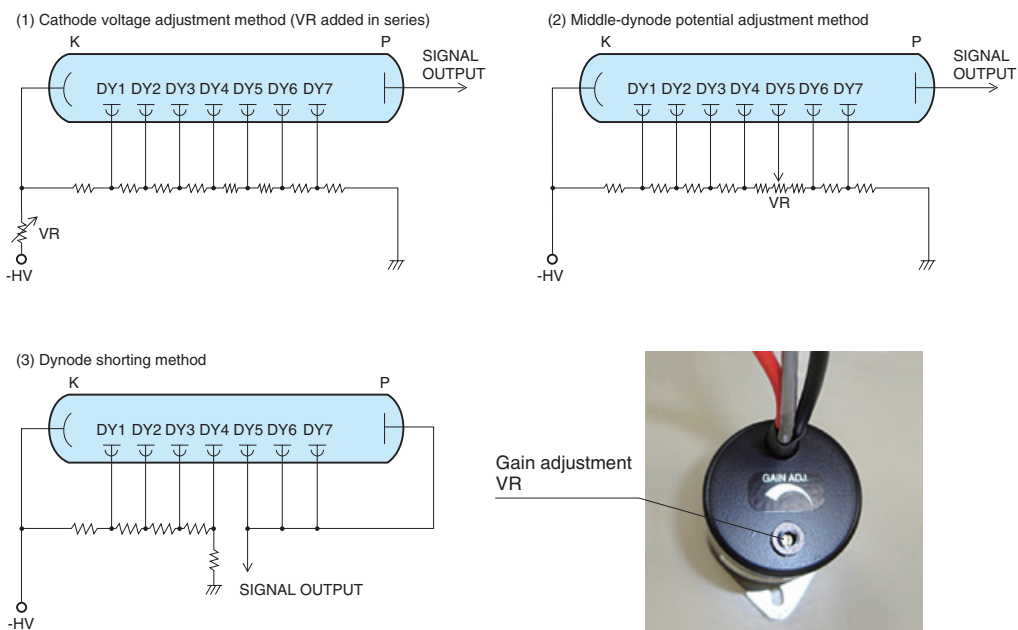 (1) Cathode voltage adjustment method (VR added in series)
K P
SIGNAL
OUTPUT
DY1 DY2 DY3 DY4 DY5 DY6 DY7
VR
-HV
(2) Middle-dynode potential adjustment method
K P
SIGNAL
OUTPUT
DY1 DY2 DY3 DY4 DY5 DY6 DY7
VR
-HV
(3) Dynode shorting method
K P
DY1 DY2 DY3 DY4 DY5 DY6 DY7
SIGNAL OUTPUT
-HV
Gain adjustment
VR
GAIN ADJ.